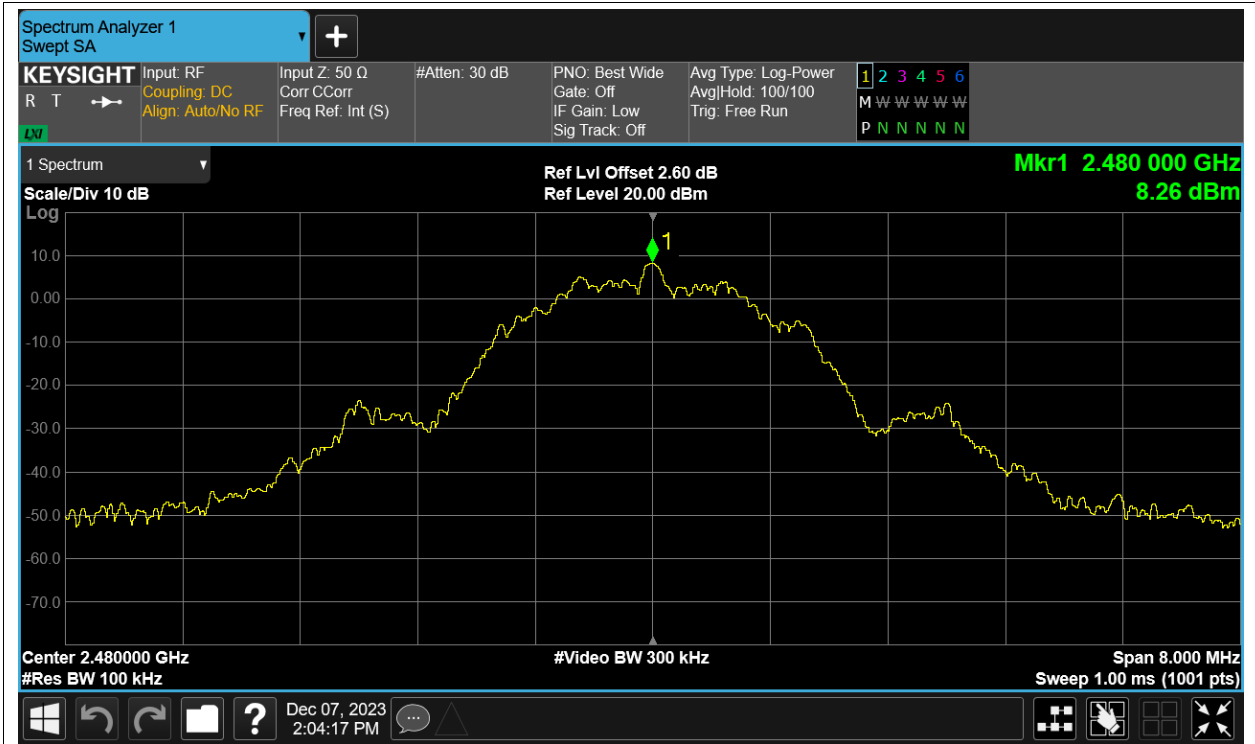 Spectrum Analyzer 1
Swept SA
KEYSIGHT
R T
LXI
Input: RF
Coupling: DC
Align: Auto/No RF
Input Z: 50 Ω
Corr CCorr
Freq Ref: Int (S)
#Atten: 30 dB
PNO: Best Wide
Gate: Off
IF Gain: Low
Sig Track: Off
Avg Type: Log-Power
Avg|Hold: 100/100
Trig: Free Run
1 2 3 4 5 6
M W W W W W
P N N N N N
1 Spectrum
Scale/Div 10 dB
Log
Ref Lvl Offset 2.60 dB
Ref Level 20.00 dBm
Mkr1 2.480 000 GHz
8.26 dBm
1
10.0
0.00
-10.0
-20.0
-30.0
-40.0
-50.0
-60.0
-70.0
Center 2.480000 GHz
#Res BW 100 kHz
#Video BW 300 kHz
Span 8.000 MHz
Sweep 1.00 ms (1001 pts)
?
Dec 07, 2023
2:04:17 PM